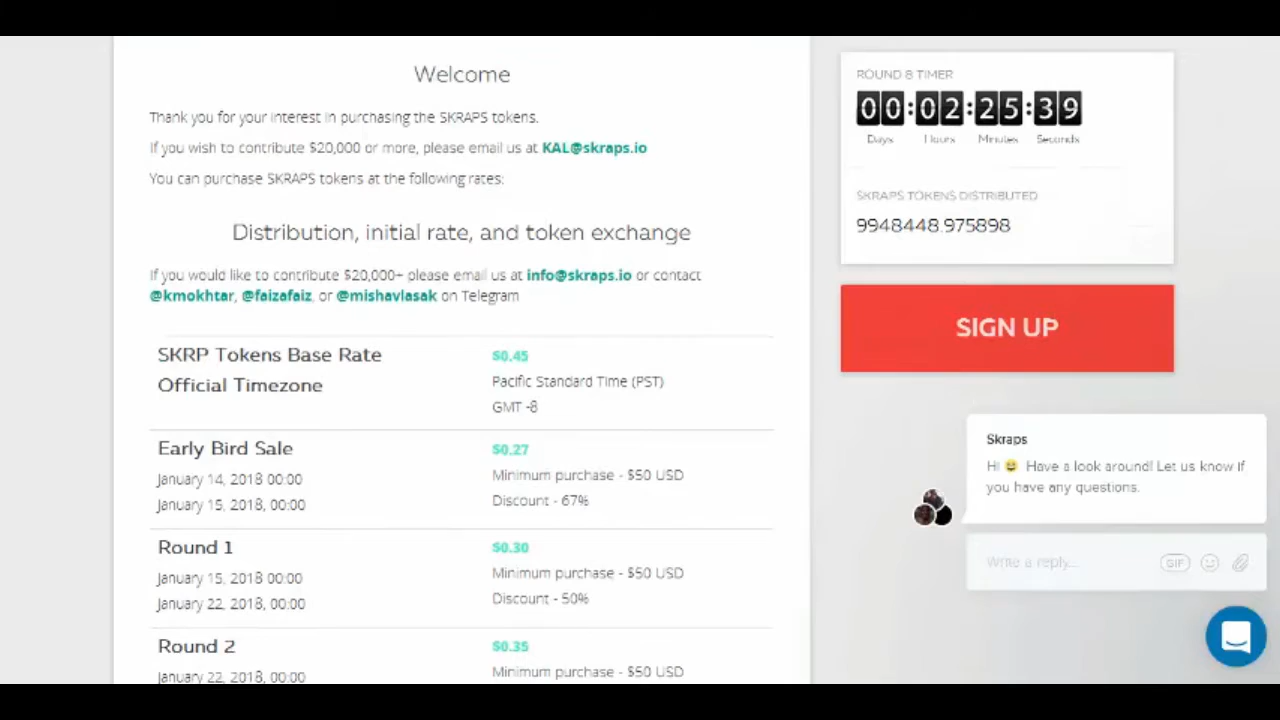 Welcome
Thank you for your interest in purchasing the SKRAPS tokens.
If you wish to contribute $20,000 or more, please email us at KAL@skraps.io
You can purchase SKRAPS tokens at the following rates:
Distribution, initial rate, and token exchange
If you would like to contribute $20,000+ please email us at info@skraps.io or contact
@kmokhtar, @faizafaiz, or @mishavlasak on Telegram
SKRP Tokens Base Rate
$0.45
Official Timezone
Pacific Standard Time (PST)
GMT -8
Early Bird Sale
$0.27
January 14, 2018 00:00
Minimum purchase - $50 USD
January 15, 2018, 00:00
Discount - 67%
Round 1
$0.30
January 15, 2018 00:00
Minimum purchase - $50 USD
January 22, 2018, 00:00
Discount - 50%
Round 2
$0.35
January 22, 2018, 00:00
Minimum purchase - $50 USD
ROUND 8 TIMER
00:02:25:39
Days Hours Minutes Seconds
SKRAPS TOKENS DISTRIBUTED
9948448.975898
SIGN UP
Skraps
Hi 😄 Have a look around! Let us know if
you have any questions.
Write a reply...
GIF